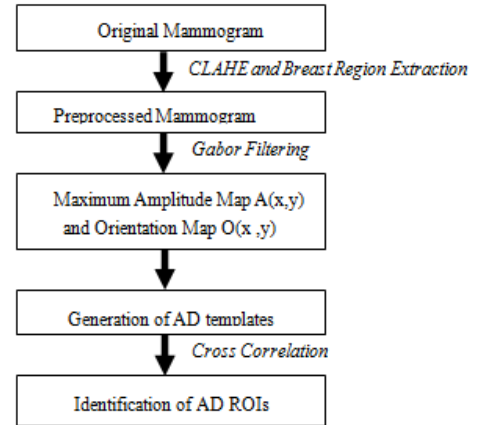 Original Mammogram
CLAHE and Breast Region Extraction
Preprocessed Mammogram
Gabor Filtering
Maximum Amplitude Map A(x,y)
and Orientation Map O(x ,y)
Generation of AD templates
Cross Correlation
Identification of AD ROIs